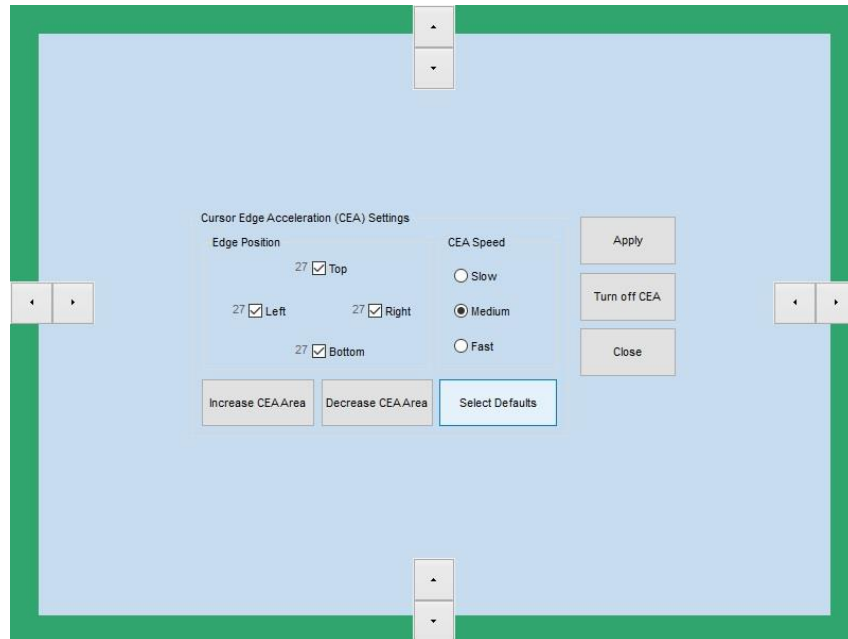 Cursor Edge Acceleration (CEA) Settings
Edge Position
CEA Speed
Apply
27 Top
Slow
Turn off CEA
27 Left
27 Right
Medium
27 Bottom
Fast
Close
Increase CEA Area
Decrease CEA Area
Select Defaults